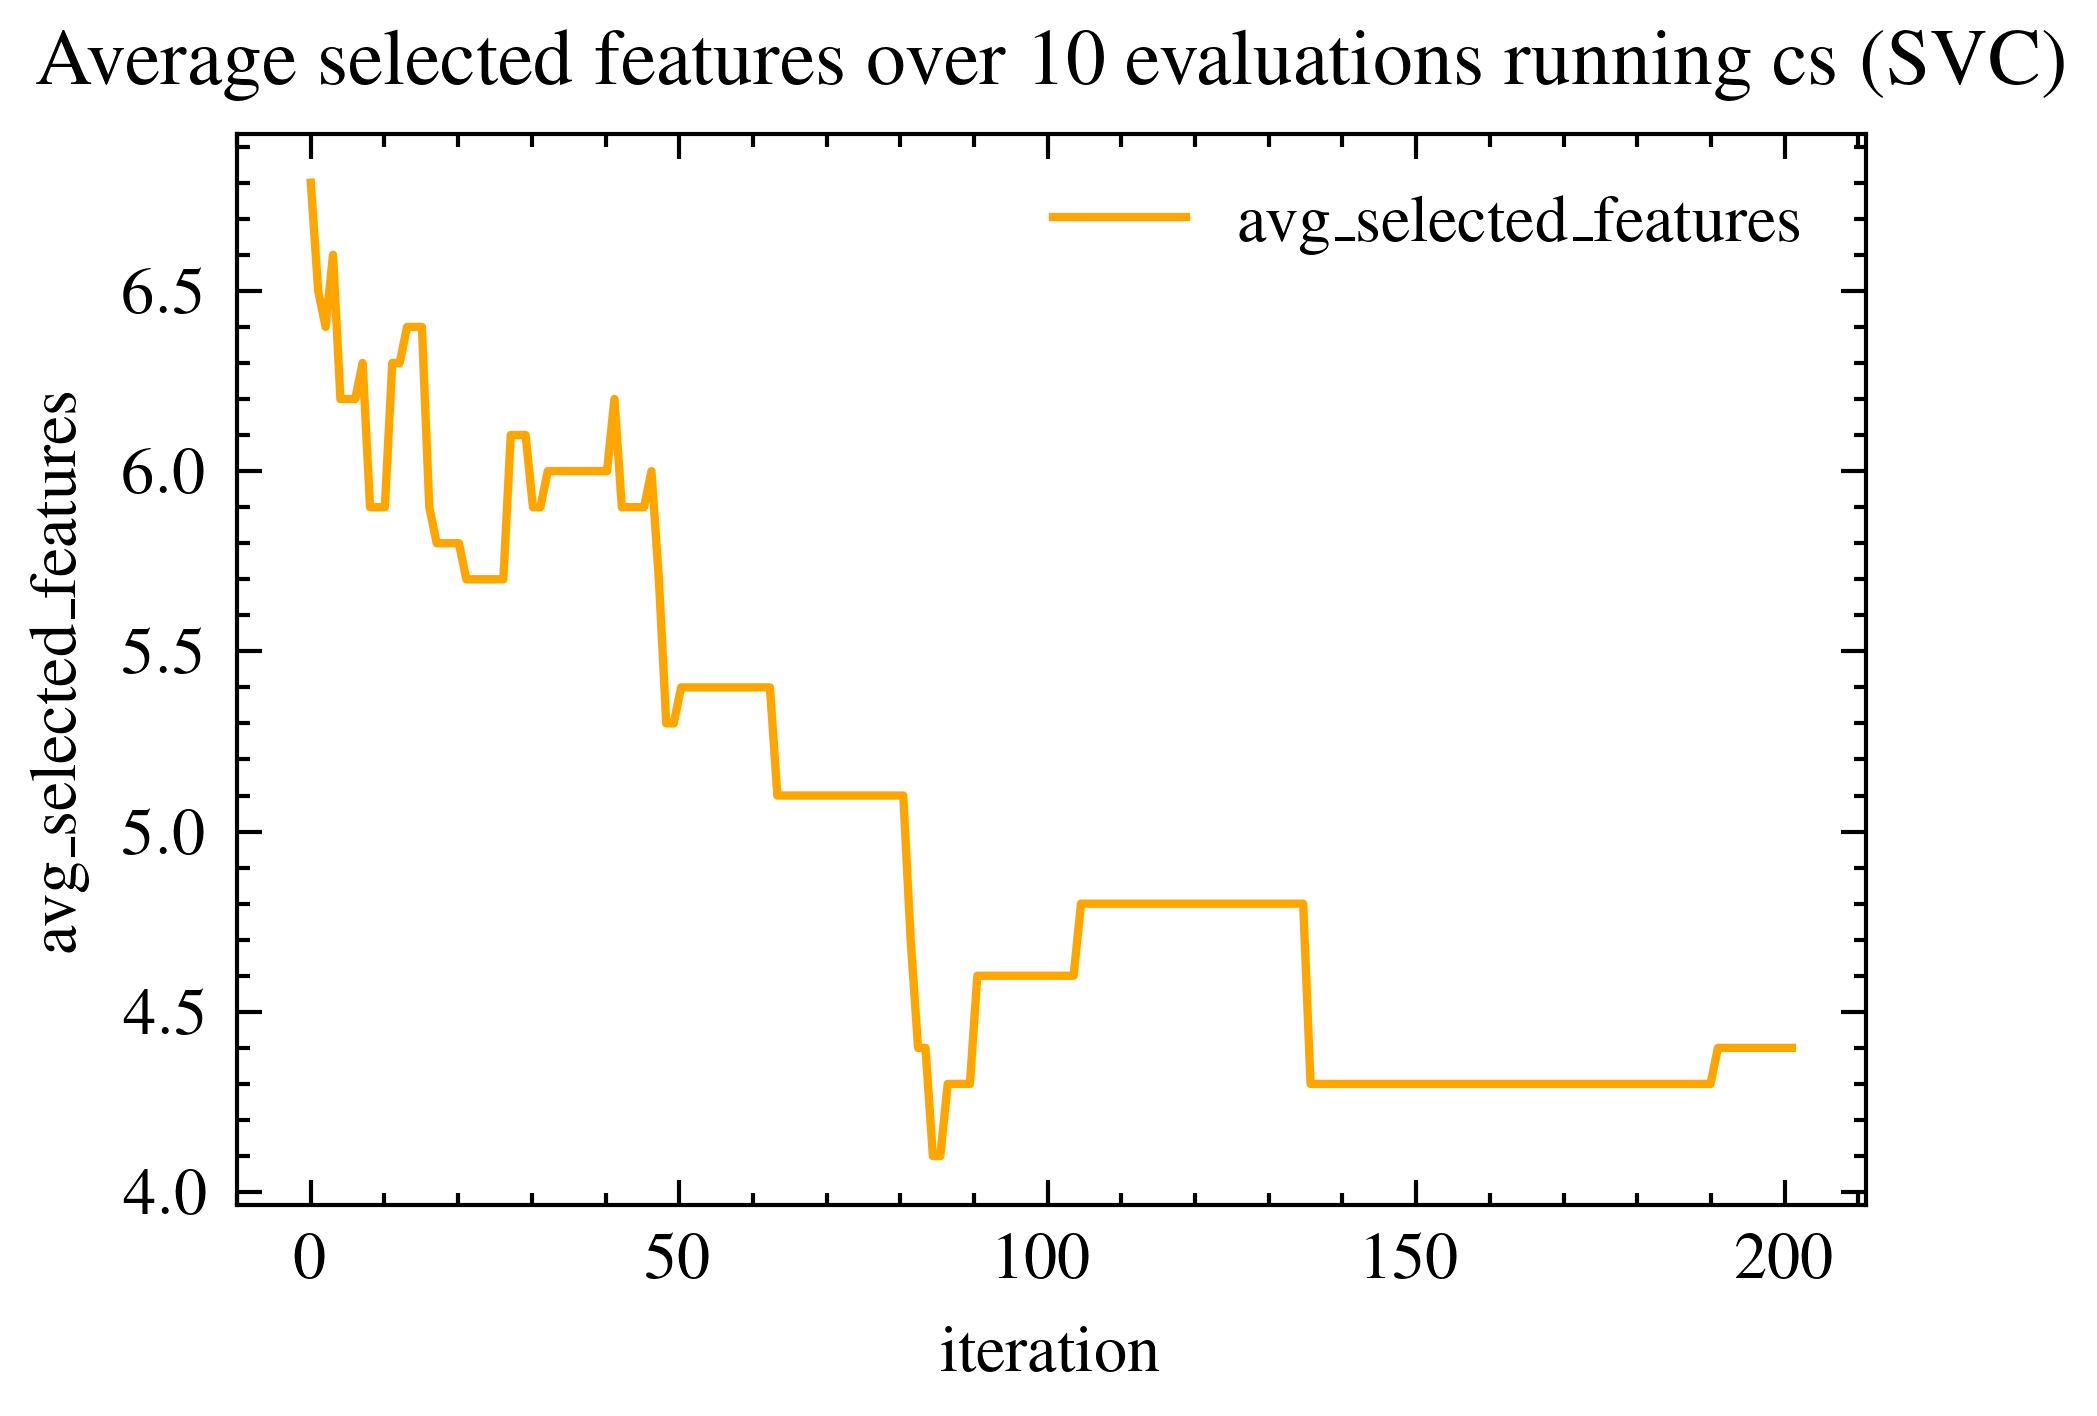 Average selected features over 10 evaluations running cs (SVC)
avg_selected_features
avg_selected_features
6.5
6.0
5.5
5.0
4.5
4.0
0 50 100 150 200
iteration